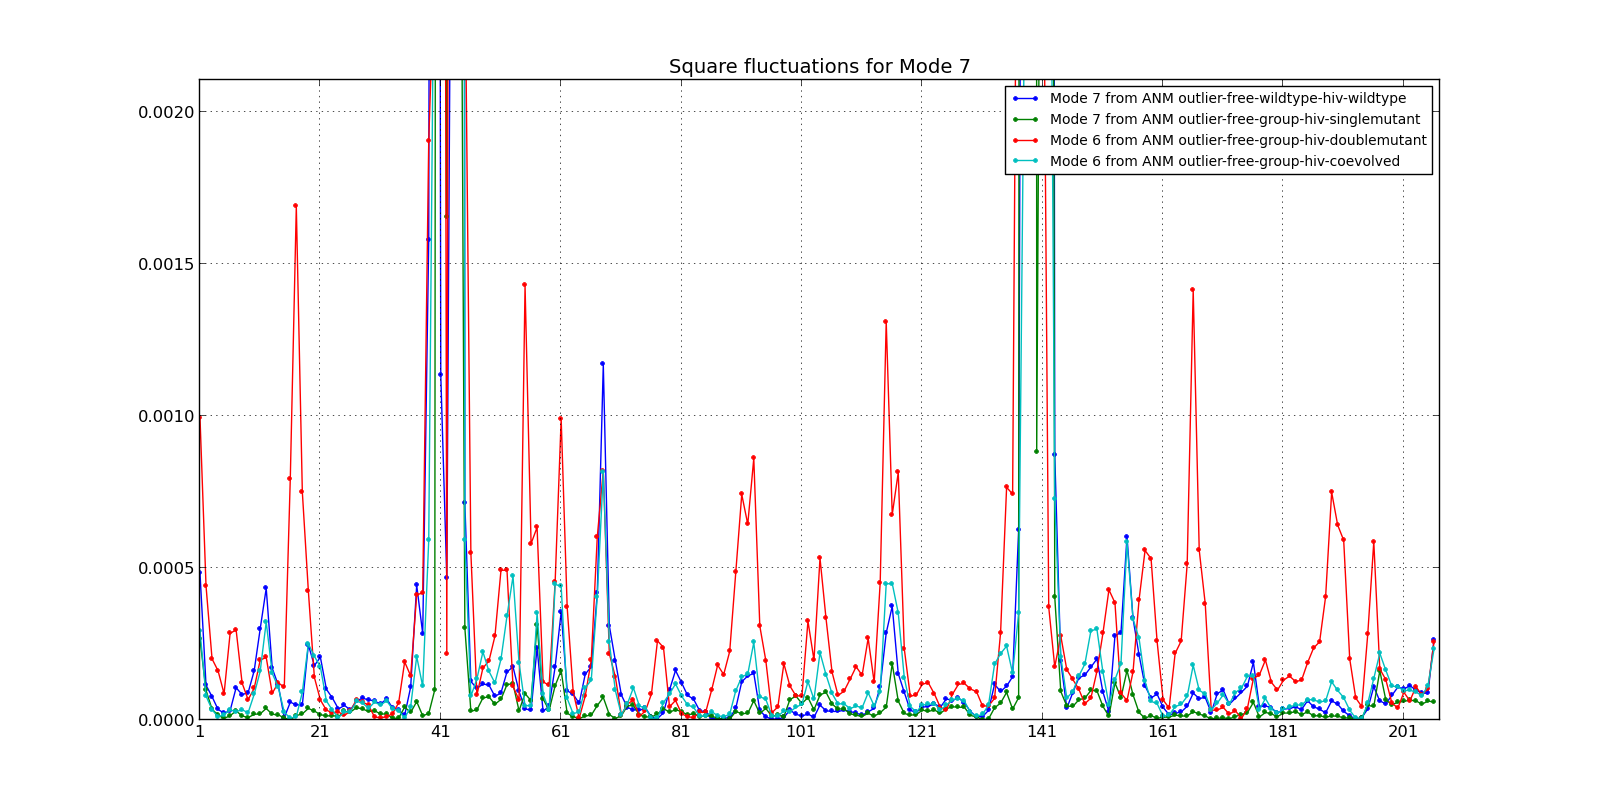 Square fluctuations for Mode 7
0.0020
0.0015
0.0010
0.0005
0.0000
Mode 7 from ANM outlier-free-wildtype-hiv-wildtype
Mode 7 from ANM outlier-free-group-hiv-singlemutant
Mode 6 from ANM outlier-free-group-hiv-doublemutant
Mode 6 from ANM outlier-free-group-hiv-coevolved
1 21 41 61 81 101 121 141 161 181 201